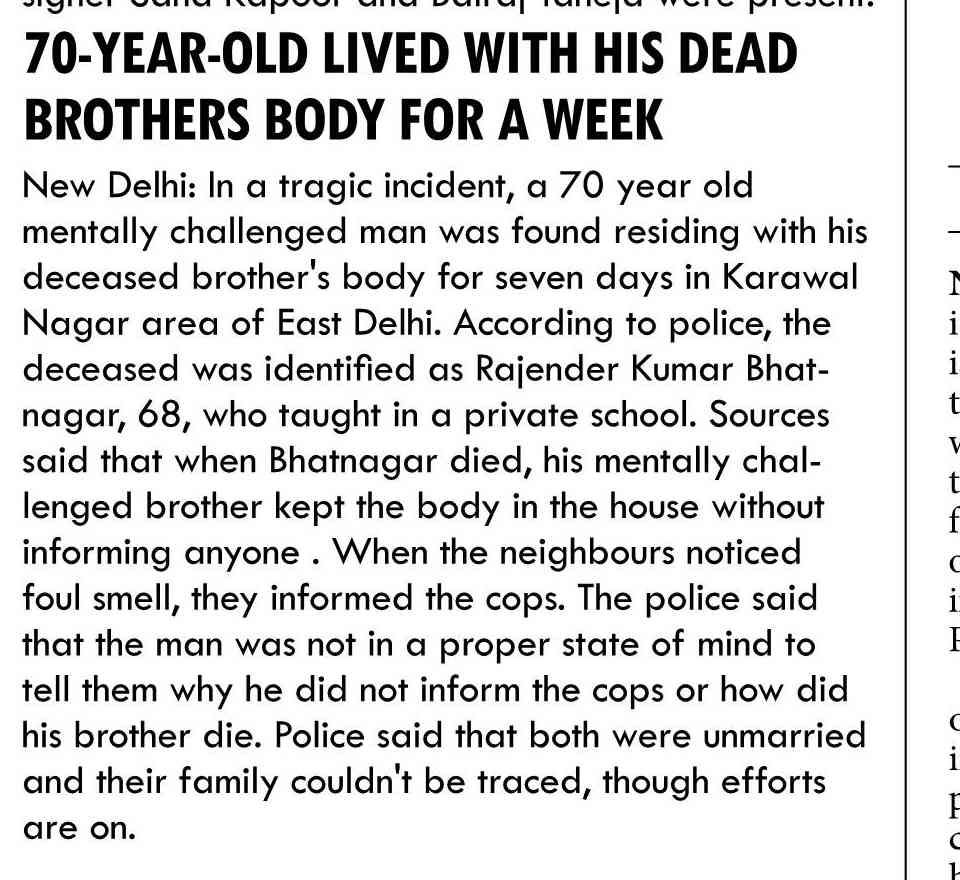 70-YEAR-OLD LIVED WITH HIS DEAD
BROTHERS BODY FOR A WEEK
New Delhi: In a tragic incident, a 70 year old
mentally challenged man was found residing with his
deceased brother's body for seven days in Karawal
Nagar area of East Delhi. According to police, the
deceased was identified as Rajender Kumar Bhat-
nagar, 68, who taught in a private school. Sources
said that when Bhatnagar died, his mentally chal-
lenged brother kept the body in the house without
informing anyone . When the neighbours noticed
foul smell, they informed the cops. The police said
that the man was not in a proper state of mind to
tell them why he did not inform the cops or how did
his brother die. Police said that both were unmarried
and their family couldn't be traced, though efforts
are on.